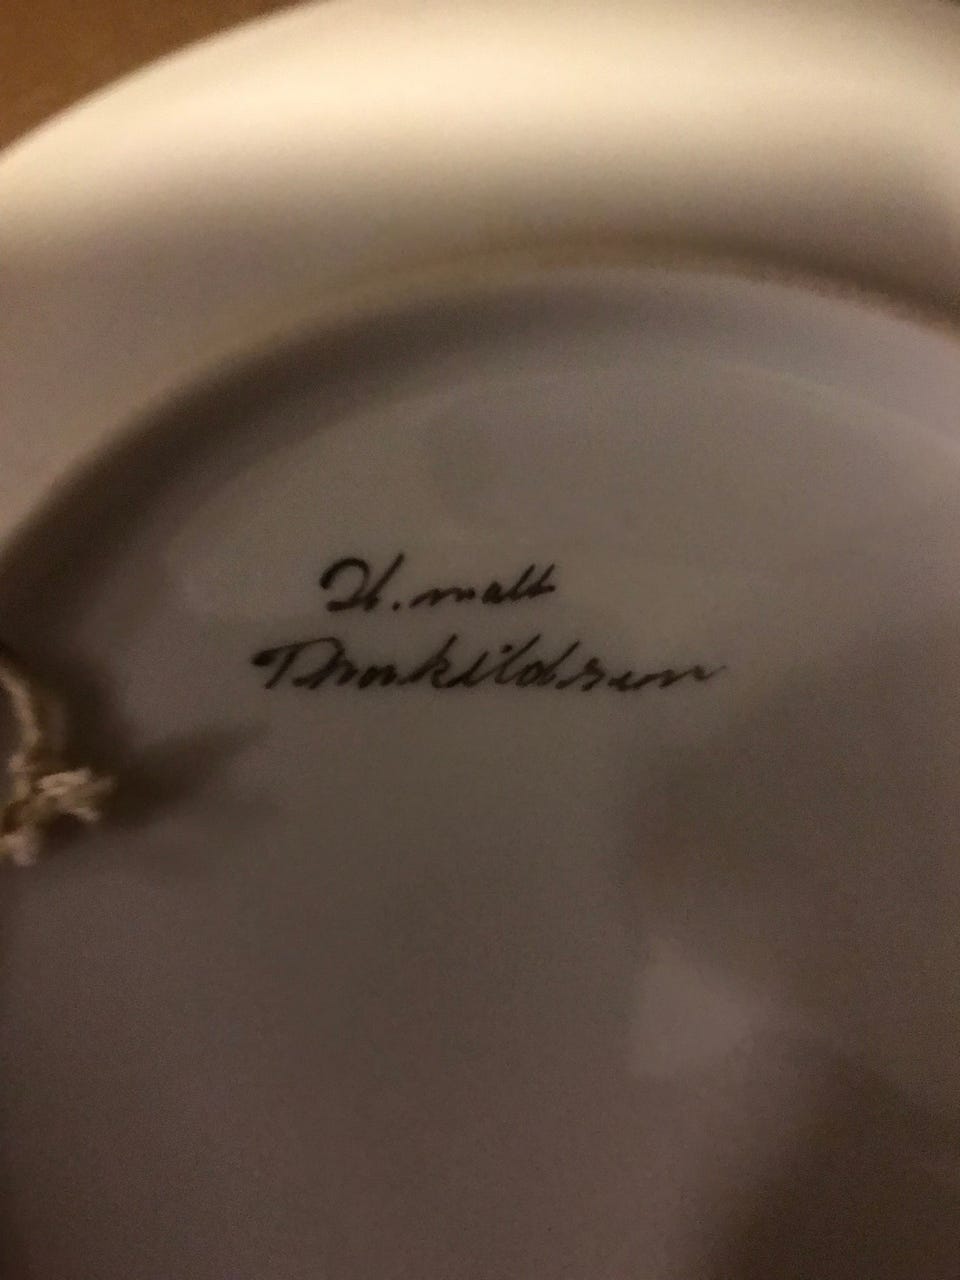 H. malt
Thorkildsen